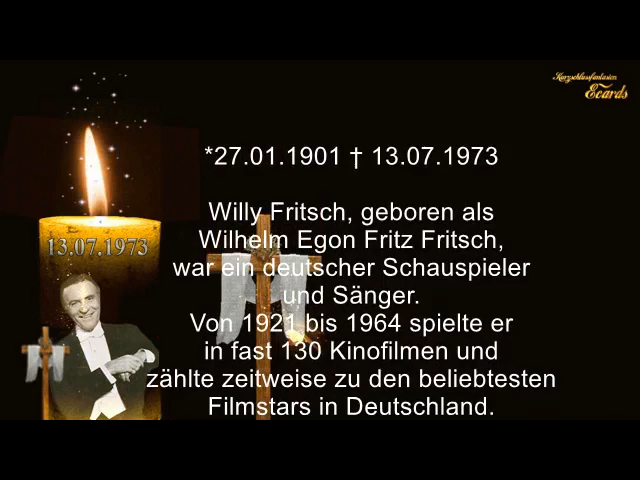 Kurzschlussfantasien
Ecards
*27.01.1901 † 13.07.1973
Willy Fritsch, geboren als
Wilhelm Egon Fritz Fritsch,
13.07.1973
war ein deutscher Schauspieler
und Sänger.
Von 1921 bis 1964 spielte er
in fast 130 Kinofilmen und
zählte zeitweise zu den beliebtesten
Filmstars in Deutschland.